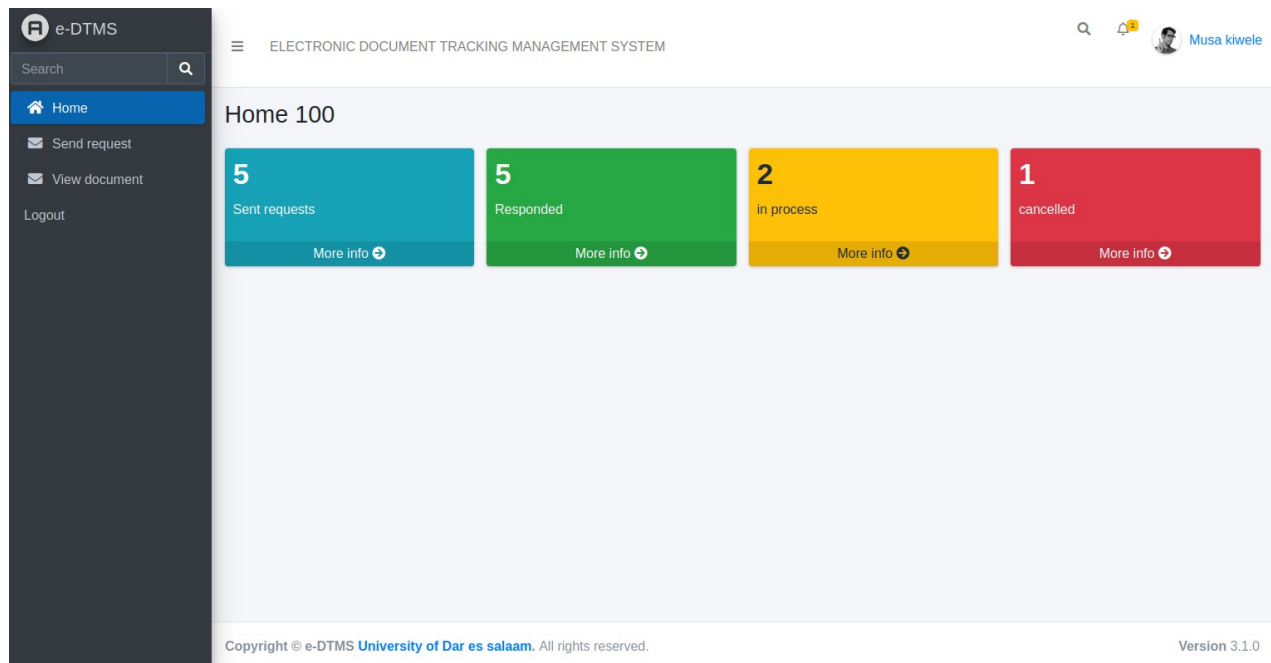 e-DTMS
Search
Home
Send request
View document
Logout
ELECTRONIC DOCUMENT TRACKING MANAGEMENT SYSTEM
1
Musa kiwele
Home 100
5
Sent requests
More info
5
Responded
More info
2
in process
More info
1
cancelled
More info
Copyright © e-DTMS University of Dar es salaam. All rights reserved.
Version 3.1.0